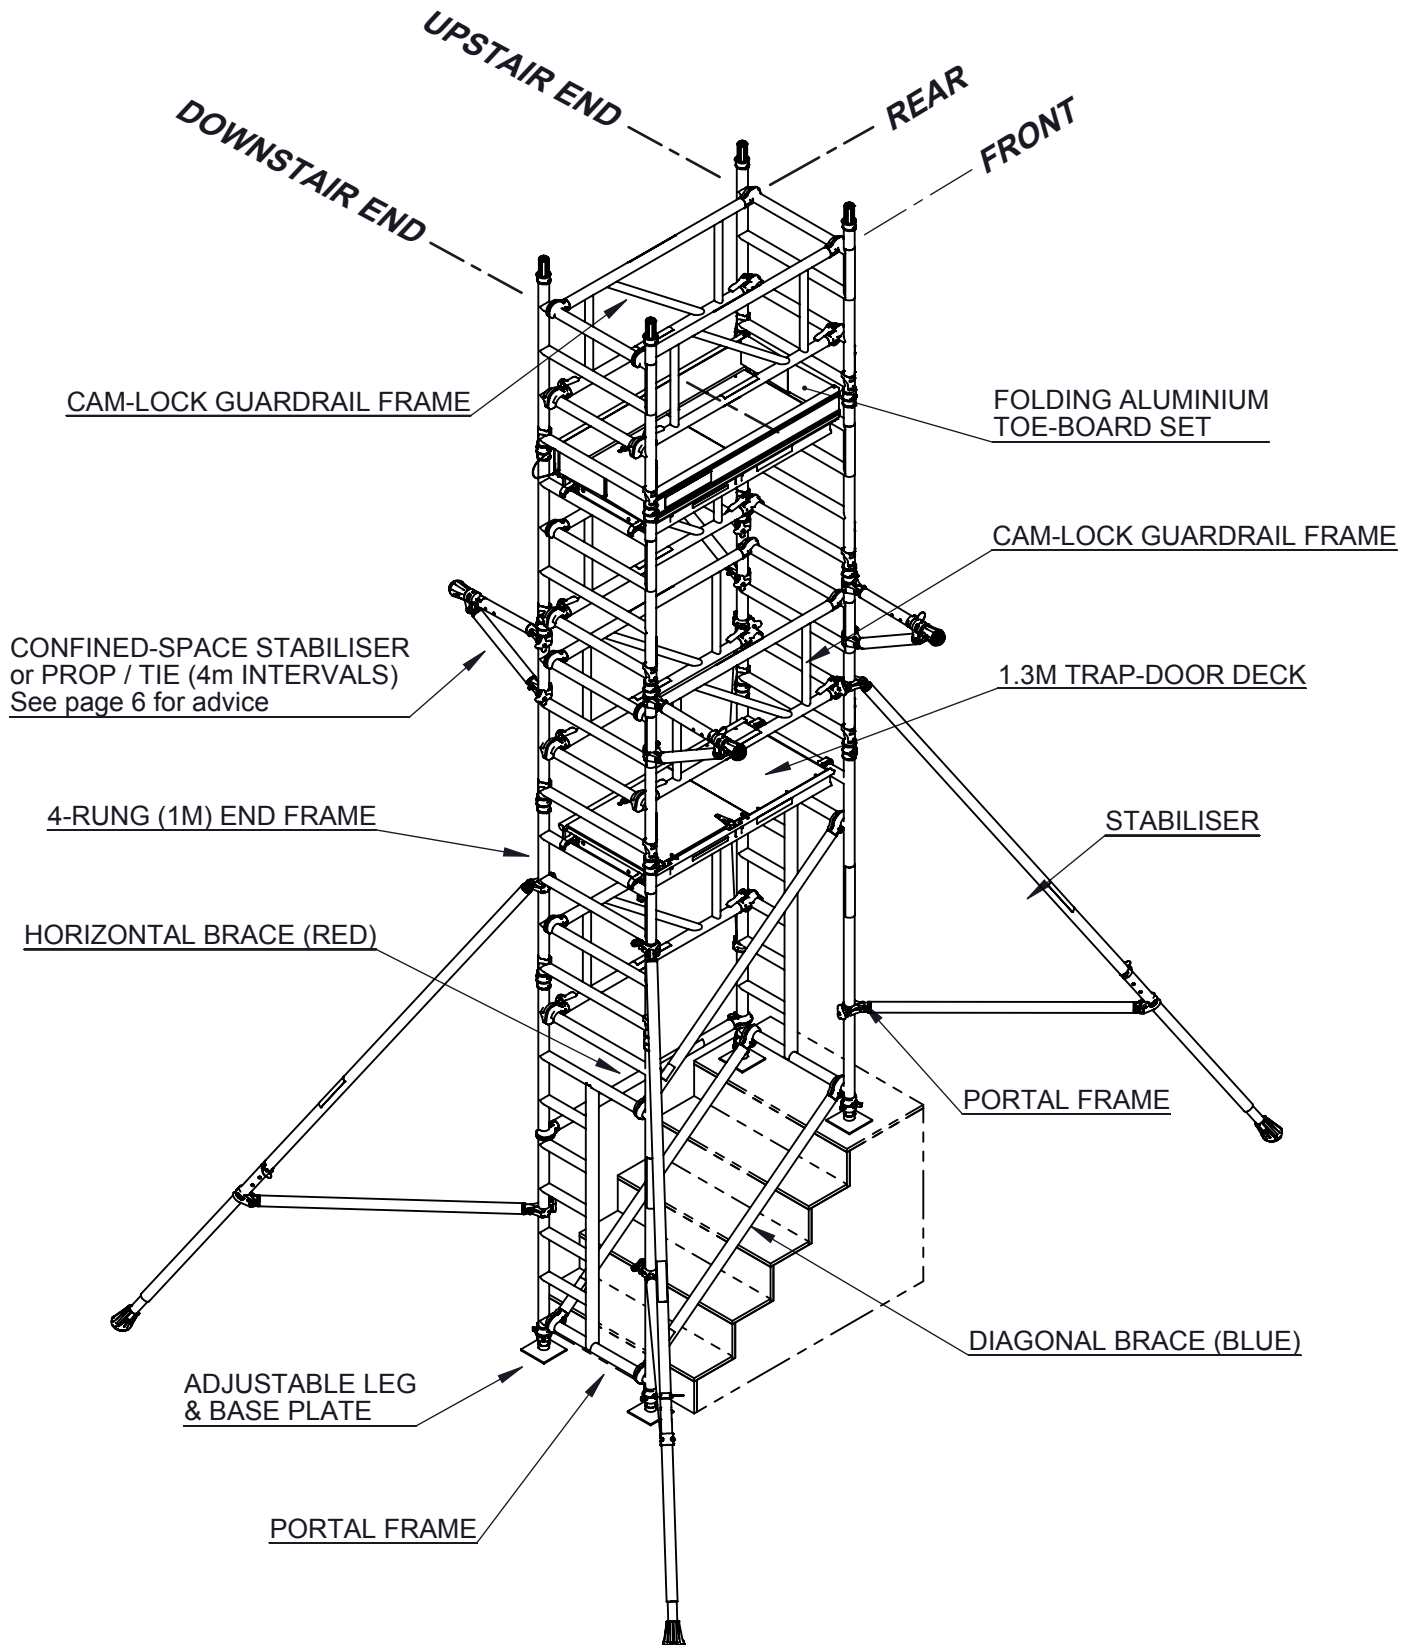 UPSTAIR END
REAR
DOWNSTAIR END
FRONT
CAM-LOCK GUARDRAIL FRAME
FOLDING ALUMINIUM
TOE-BOARD SET
CAM-LOCK GUARDRAIL FRAME
CONFINED-SPACE STABILISER
or PROP / TIE (4m INTERVALS)
See page 6 for advice
1.3M TRAP-DOOR DECK
4-RUNG (1M) END FRAME
STABILISER
HORIZONTAL BRACE (RED)
PORTAL FRAME
DIAGONAL BRACE (BLUE)
ADJUSTABLE LEG
& BASE PLATE
PORTAL FRAME